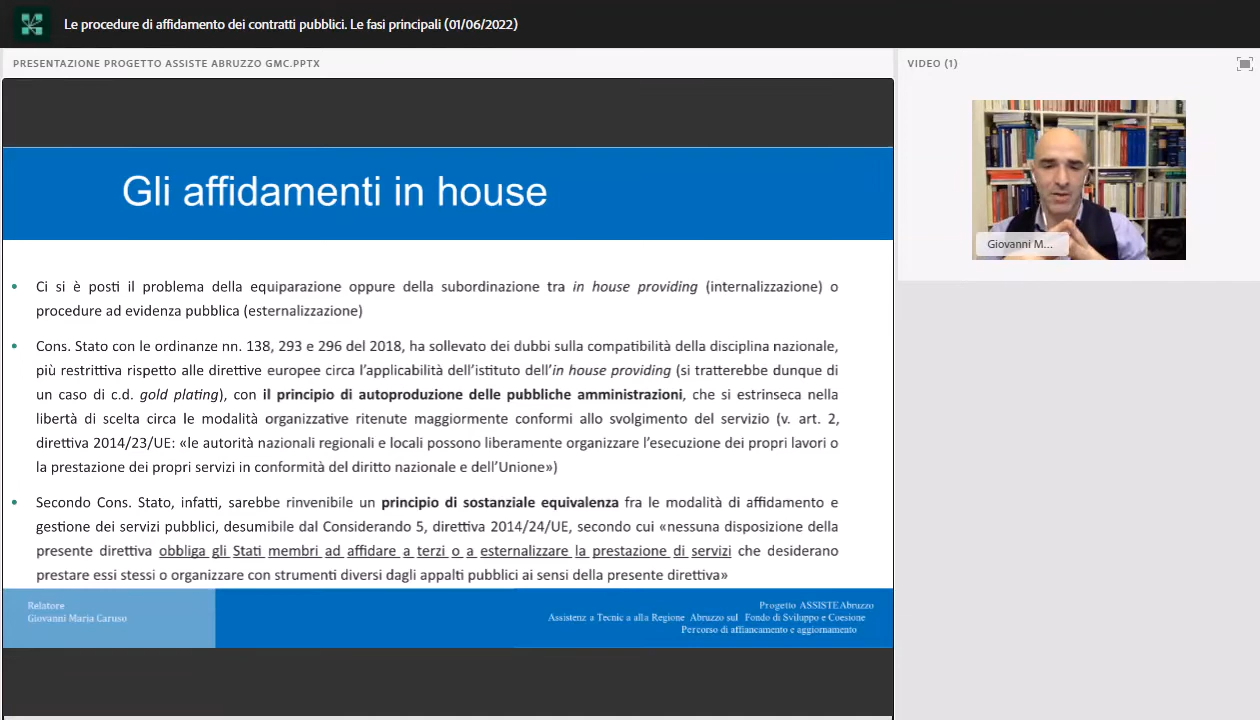 Le procedure di affidamento dei contratti pubblici. Le fasi principali (01/06/2022)
PRESENTAZIONE PROGETTO ASSISTE ABRUZZO GMC.PPTX
VIDEO (1)
Giovanni M...
Gli affidamenti in house
• Ci si è posti il problema della equiparazione oppure della subordinazione tra in house providing (internalizzazione) o
procedure ad evidenza pubblica (esternalizzazione)
• Cons. Stato con le ordinanze nn. 138, 293 e 296 del 2018, ha sollevato dei dubbi sulla compatibilità della disciplina nazionale,
più restrittiva rispetto alle direttive europee circa l'applicabilità dell'istituto dell'in house providing (si tratterebbe dunque di
un caso di c.d. gold plating), con il principio di autoproduzione delle pubbliche amministrazioni, che si estrinseca nella
libertà di scelta circa le modalità organizzative ritenute maggiormente conformi allo svolgimento del servizio (v. art. 2,
direttiva 2014/23/UE: «le autorità nazionali regionali e locali possono liberamente organizzare l'esecuzione dei propri lavori o
la prestazione dei propri servizi in conformità del diritto nazionale e dell'Unione»)
• Secondo Cons. Stato, infatti, sarebbe rinvenibile un principio di sostanziale equivalenza fra le modalità di affidamento e
gestione dei servizi pubblici, desumibile dal Considerando 5, direttiva 2014/24/UE, secondo cui «nessuna disposizione della
presente direttiva obbliga gli Stati membri ad affidare a terzi o a esternalizzare la prestazione di servizi che desiderano
prestare essi stessi o organizzare con strumenti diversi dagli appalti pubblici ai sensi della presente direttiva»
Relatore
Giovanni Maria Caruso
Progetto ASSISTE Abruzzo
Assistenz a Tecnic a alla Regione Abruzzo sul Fondo di Sviluppo e Coesione
Percorso di affiancamento e aggiornamento